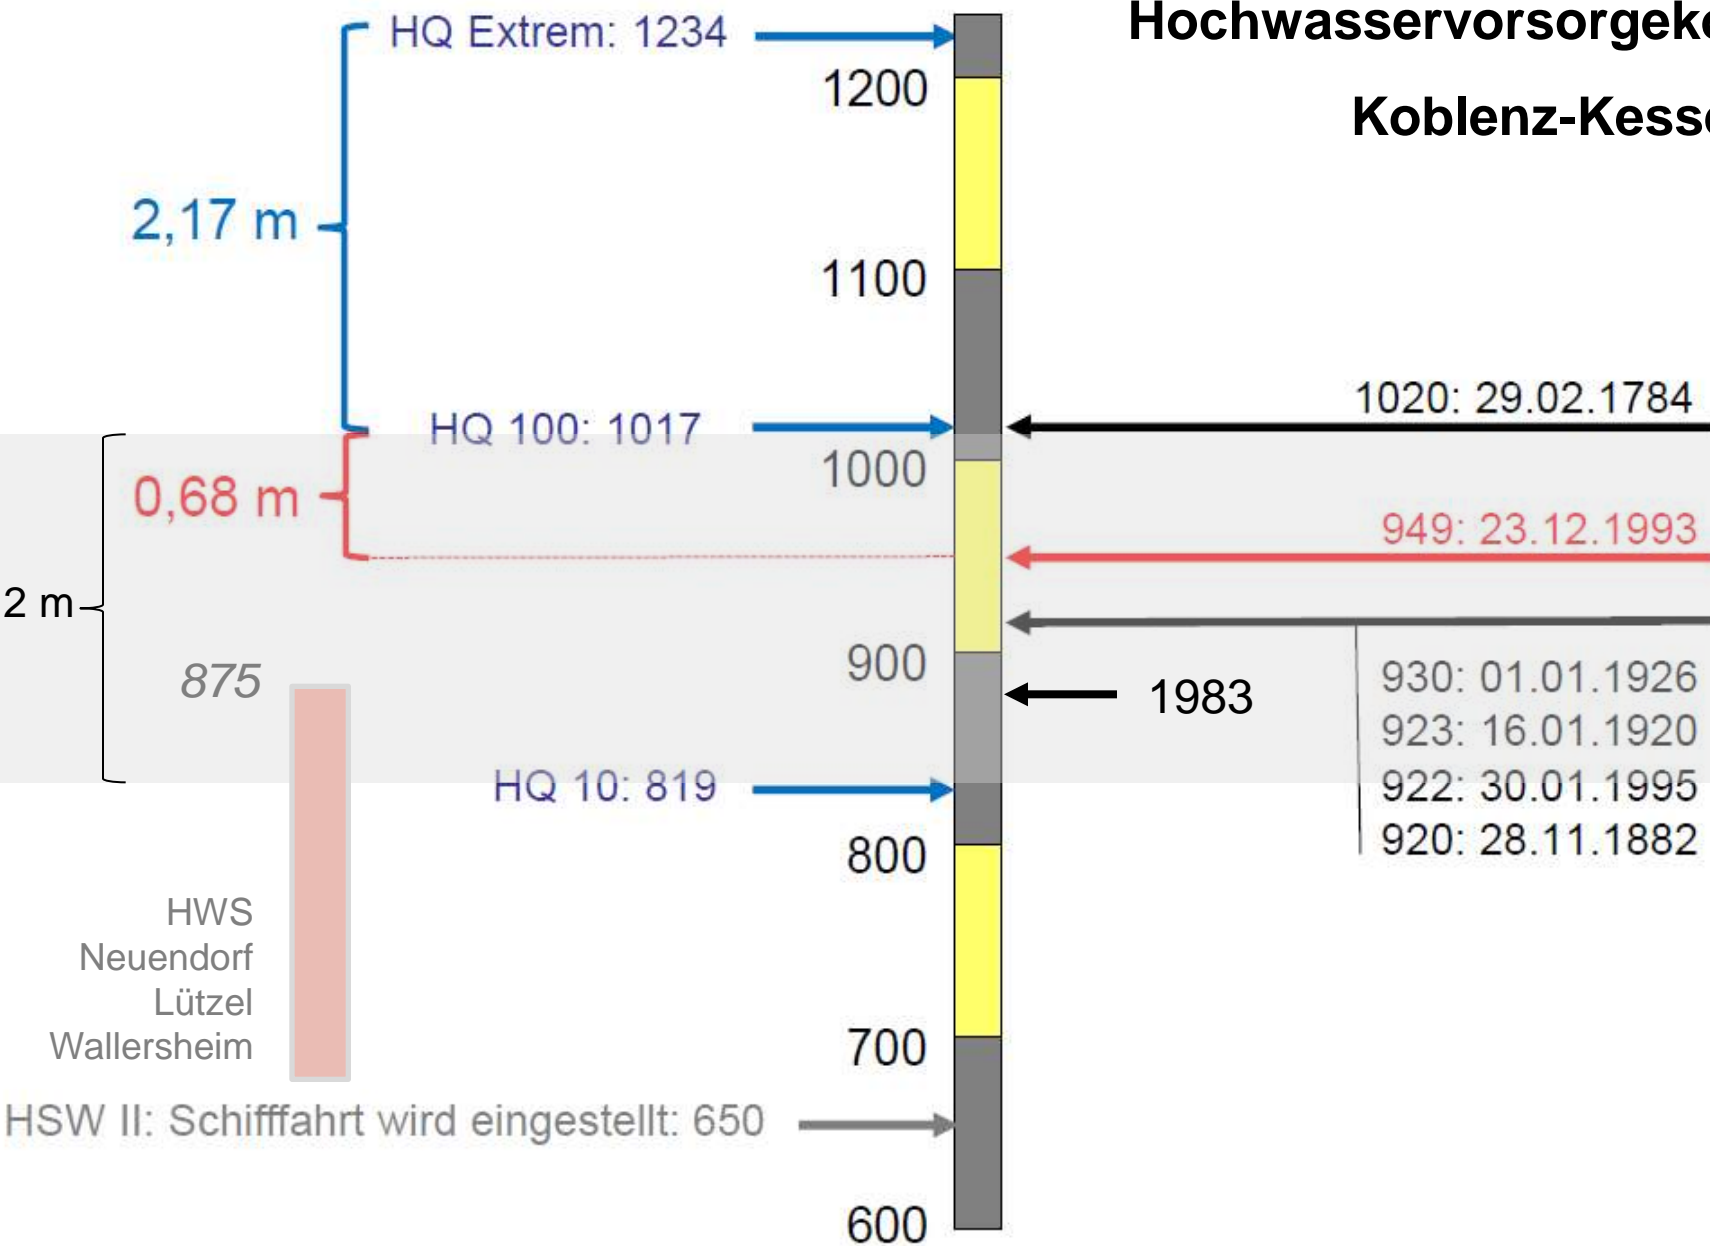 Hochwasservorsorgek
Koblenz-Kess
HQ Extrem: 1234
1200
2,17 m
1100
1020: 29.02.1784
HQ 100: 1017
1000
0,68 m
949: 23.12.1993
2 m
900
875
1983
930: 01.01.1926
923: 16.01.1920
HQ 10: 819
922: 30.01.1995
920: 28.11.1882
800
HWS
Neuendorf
Lützel
Wallersheim
700
HSW II: Schifffahrt wird eingestellt: 650
600